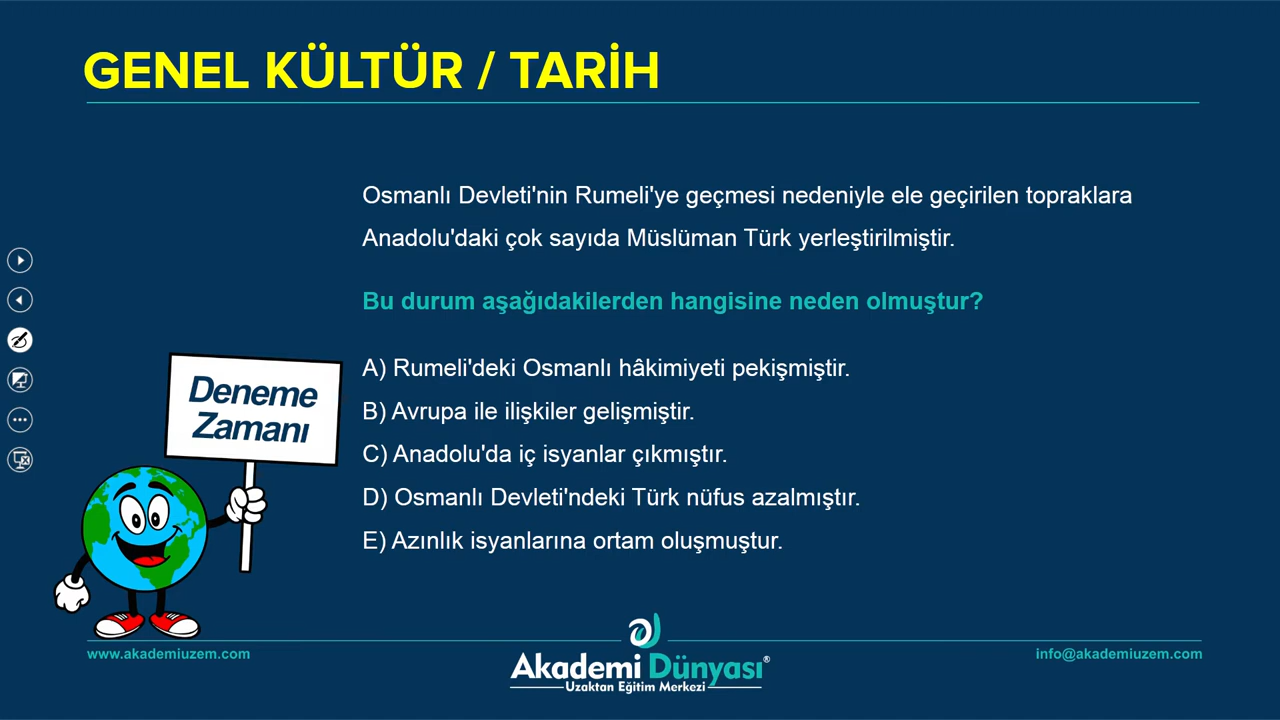 GENEL KÜLTÜR / TARİH
Osmanlı Devleti'nin Rumeli'ye geçmesi nedeniyle ele geçirilen topraklara
Anadolu'daki çok sayıda Müslüman Türk yerleştirilmiştir.
Bu durum aşağıdakilerden hangisine neden olmuştur?
A) Rumeli'deki Osmanlı hâkimiyeti pekişmiştir.
B) Avrupa ile ilişkiler gelişmiştir.
C) Anadolu'da iç isyanlar çıkmıştır.
D) Osmanlı Devleti'ndeki Türk nüfus azalmıştır.
E) Azınlık isyanlarına ortam oluşmuştur.
Deneme
Zamanı
www.akademiuzem.com
Akademi Dünyası®
Uzaktan Eğitim Merkezi
info@akademiuzem.com